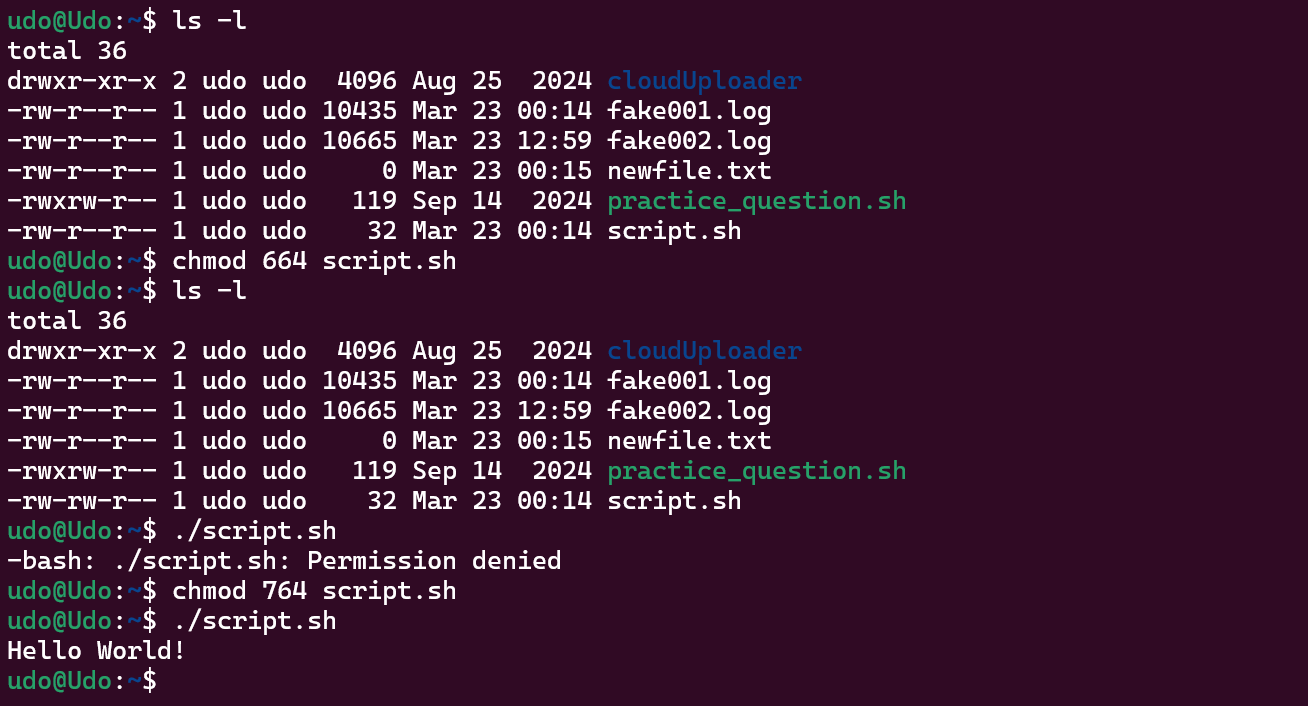 udo@Udo:~$ ls -l
total 36
drwxr-xr-x 2 udo udo  4096 Aug 25  2024 cloudUploader
-rw-r--r-- 1 udo udo 10435 Mar 23 00:14 fake001.log
-rw-r--r-- 1 udo udo 10665 Mar 23 12:59 fake002.log
-rw-r--r-- 1 udo udo     0 Mar 23 00:15 newfile.txt
-rwxrw-r-- 1 udo udo   119 Sep 14  2024 practice_question.sh
-rw-r--r-- 1 udo udo    32 Mar 23 00:14 script.sh
udo@Udo:~$ chmod 664 script.sh
udo@Udo:~$ ls -l
total 36
drwxr-xr-x 2 udo udo  4096 Aug 25  2024 cloudUploader
-rw-r--r-- 1 udo udo 10435 Mar 23 00:14 fake001.log
-rw-r--r-- 1 udo udo 10665 Mar 23 12:59 fake002.log
-rw-r--r-- 1 udo udo     0 Mar 23 00:15 newfile.txt
-rwxrw-r-- 1 udo udo   119 Sep 14  2024 practice_question.sh
-rw-rw-r-- 1 udo udo    32 Mar 23 00:14 script.sh
udo@Udo:~$ ./script.sh
-bash: ./script.sh: Permission denied
udo@Udo:~$ chmod 764 script.sh
udo@Udo:~$ ./script.sh
Hello World!
udo@Udo:~$